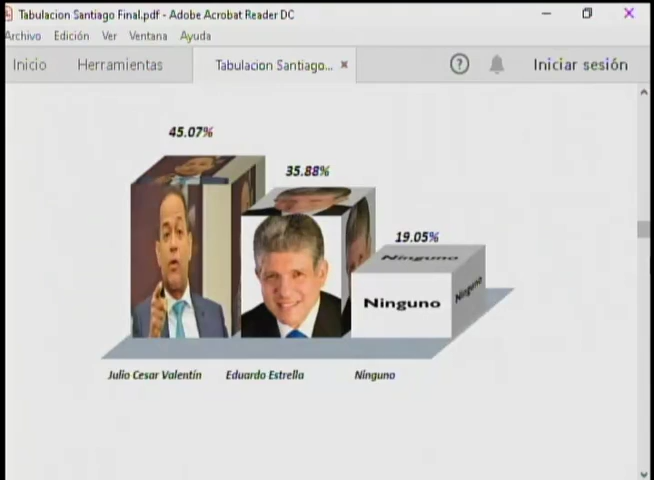 Tabulacion Santiago Final.pdf - Adobe Acrobat Reader DC
Archivo Edición Ver Ventana Ayuda
Inicio Herramientas Tabulacion Santiago... × ? Iniciar sesión
45.07%
35.88%
19.05%
Ninguno
Ninguno
Ninguno
Julio Cesar Valentín Eduardo Estrella Ninguno